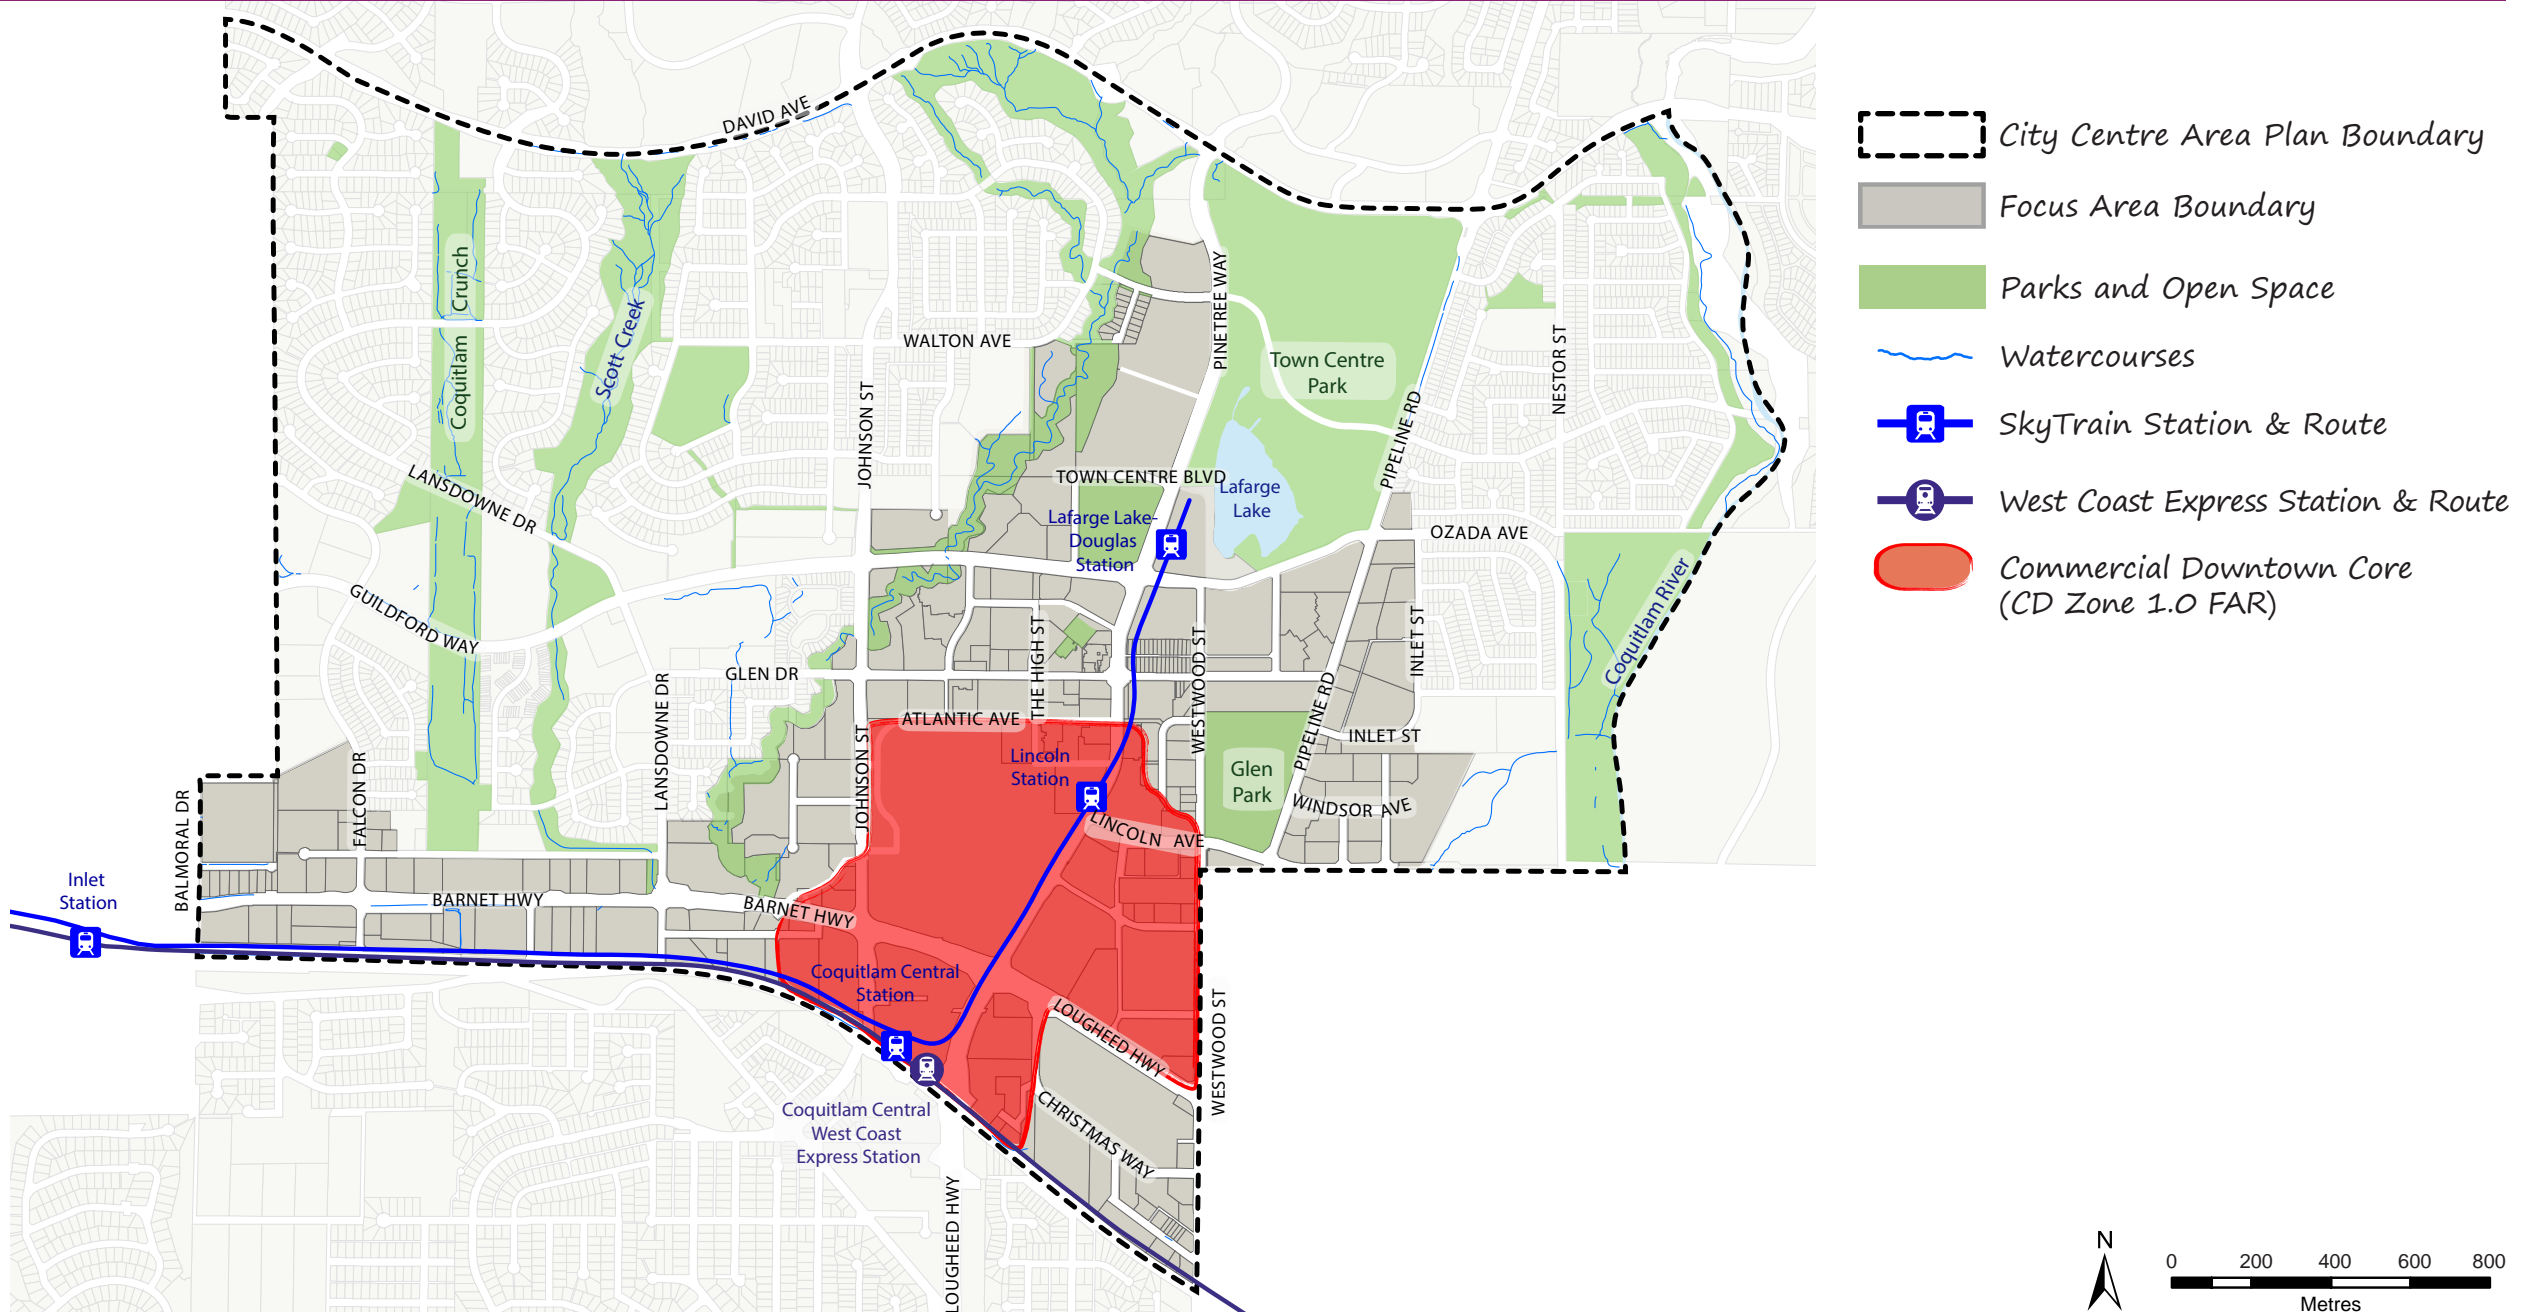 City Centre Area Plan Boundary
Focus Area Boundary
Parks and Open Space
Watercourses
SkyTrain Station & Route
West Coast Express Station & Route
Commercial Downtown Core
(CD Zone 1.0 FAR)
DAVID AVE
Coquitlam Crunch
Scott Creek
WALTON AVE
PINETREE WAY
Town Centre
Park
NESTOR ST
JOHNSON ST
PIPELINE RD
LANSDOWNE DR
TOWN CENTRE BLVD
Lafarge
Lake
Lafarge Lake-
Douglas
Station
OZADA AVE
GUILDFORD WAY
Coquitlam River
THE HIGH ST
WESTWOOD ST
INLET ST
GLEN DR
LANSDOWNE DR
ATLANTIC AVE
PIPELINE RD
INLET ST
JOHNSON ST
Lincoln
Station
Glen
Park
WINDSOR AVE
FALCON DR
BALMORAL DR
LINCOLN AVE
Inlet
Station
BARNET HWY
BARNET HWY
Coquitlam Central
Station
LOUGHEED HWY
WESTWOOD ST
Coquitlam Central
West Coast
Express Station
CHRISTMAS WAY
LOUGHEED HWY
N
0 200 400 600 800
Metres